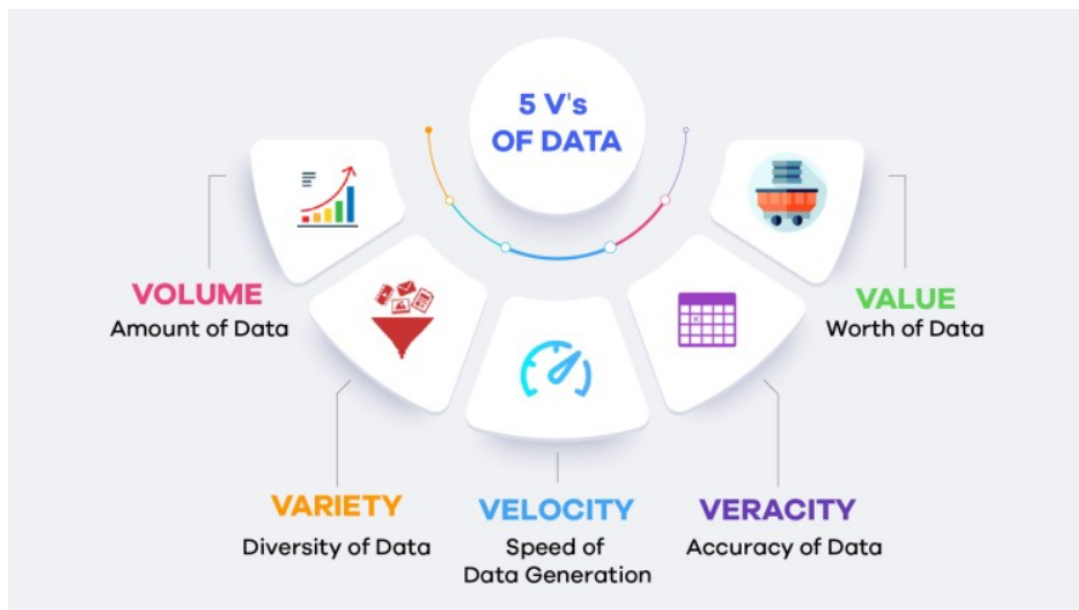 5 V's
OF DATA
VOLUME
Amount of Data
VARIETY
Diversity of Data
VELOCITY
Speed of
Data Generation
VERACITY
Accuracy of Data
VALUE
Worth of Data